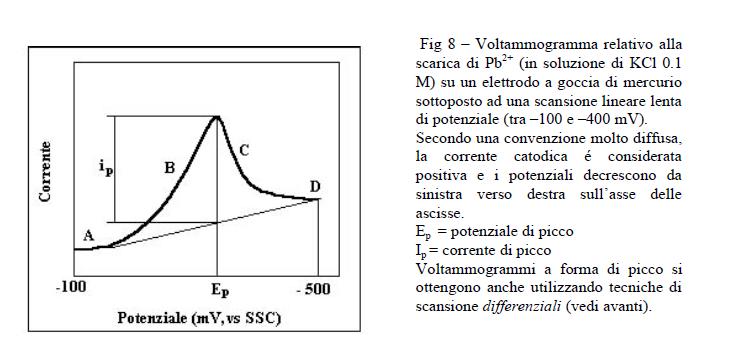 Corrente
i_p
A
B
C
D
-100
E_p
- 500
Potenziale (mV, vs SSC)
Fig 8 – Voltammogramma relativo alla
scarica di Pb²⁺ (in soluzione di KCl 0.1
M) su un elettrodo a goccia di mercurio
sottoposto ad una scansione lineare lenta
di potenziale (tra –100 e –400 mV).
Secondo una convenzione molto diffusa,
la corrente catodica é considerata
positiva e i potenziali decrescono da
sinistra verso destra sull'asse delle
ascisse.
E_p = potenziale di picco
I_p = corrente di picco
Voltammogrammi a forma di picco si
ottengono anche utilizzando tecniche di
scansione differenziali (vedi avanti).